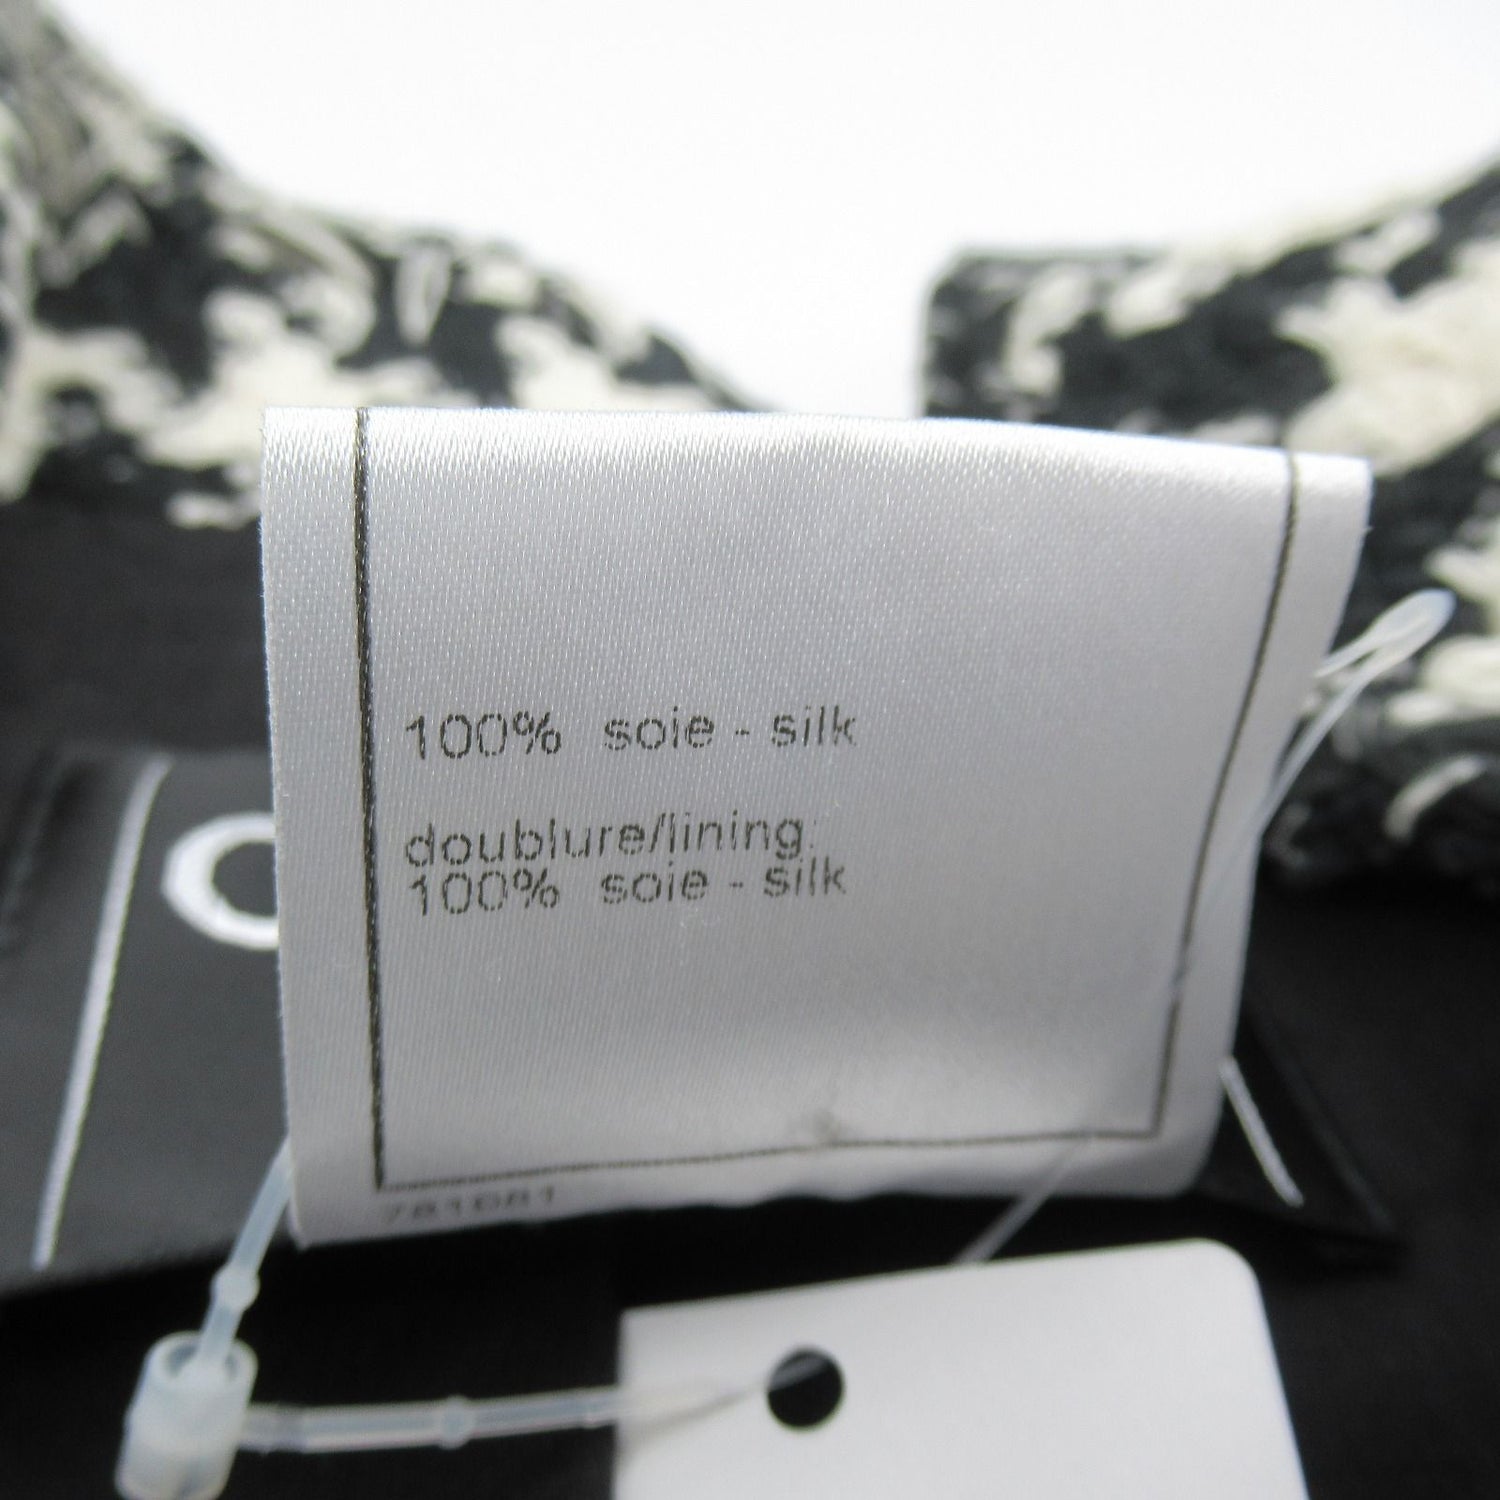 100% soie - silk
doublure/lining:
100% soie - silk